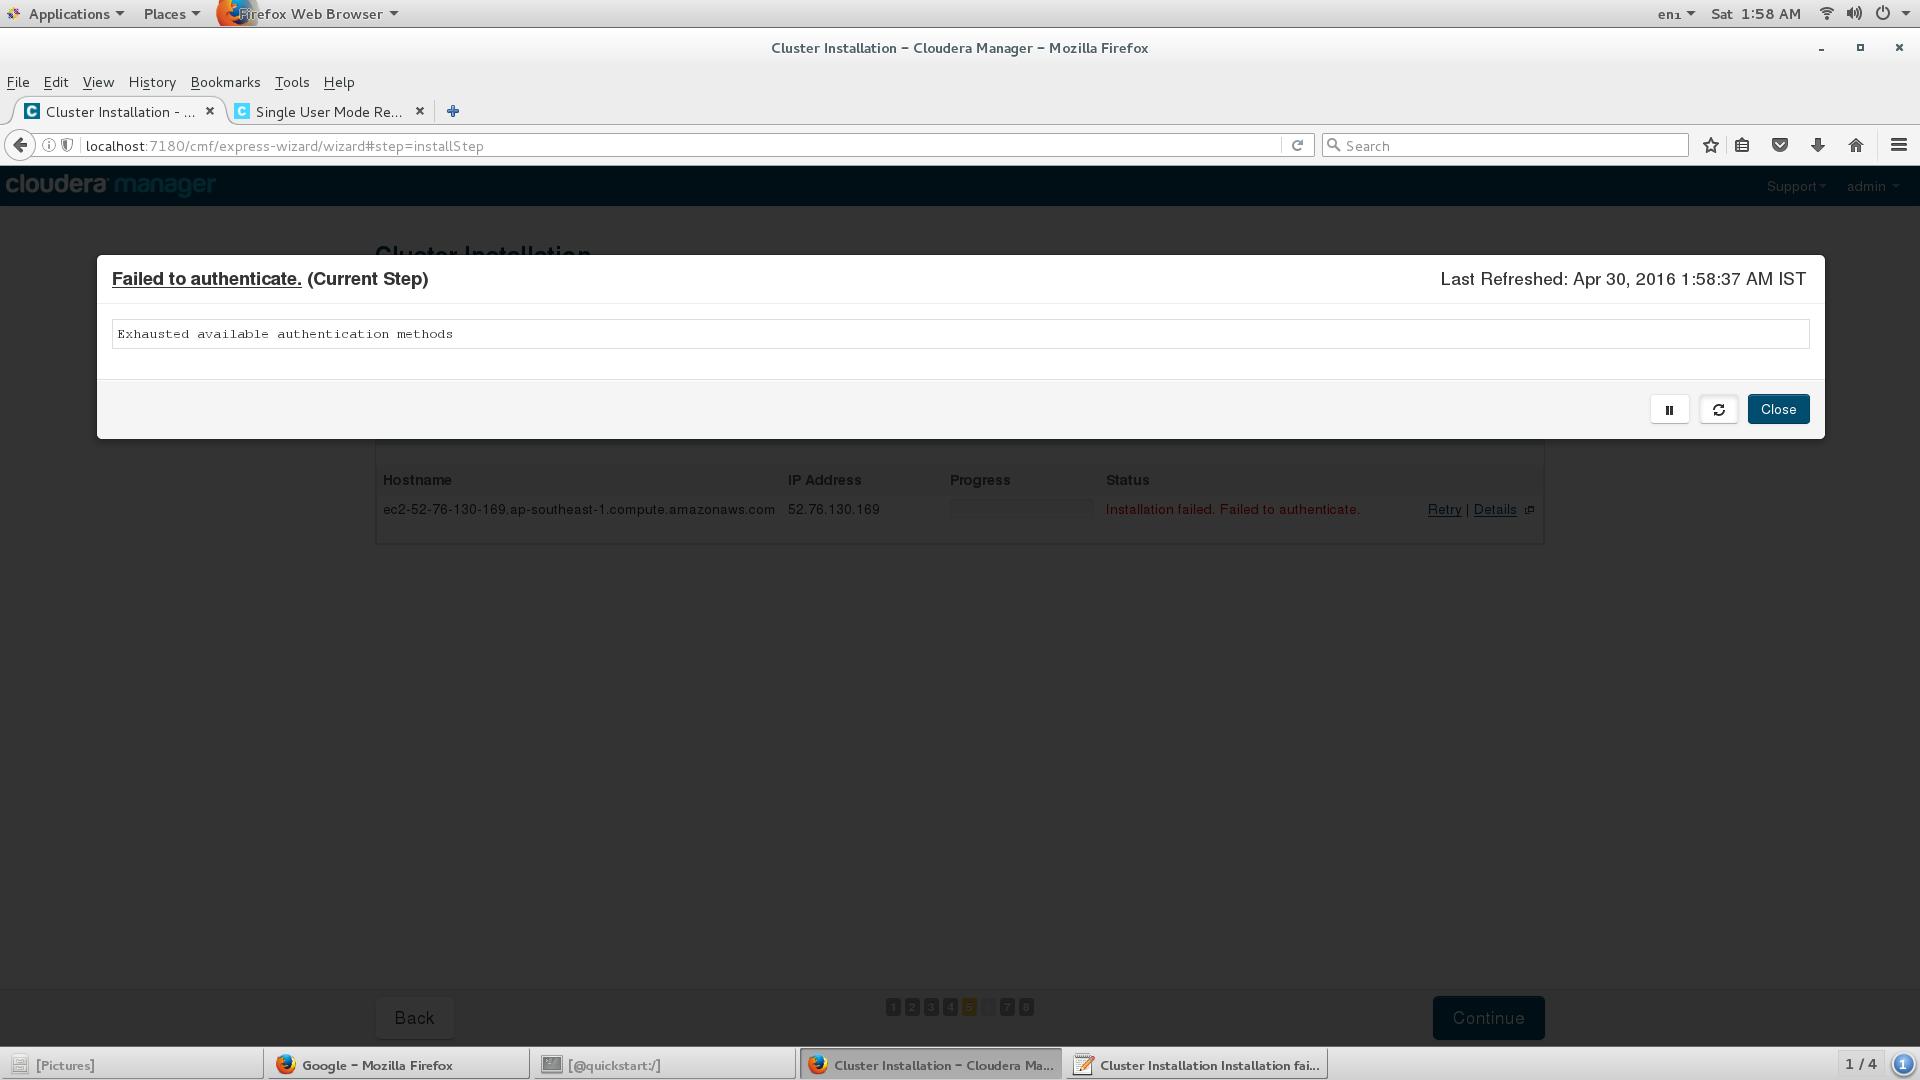 Applications Places Firefox Web Browser en1 Sat 1:58 AM
Cluster Installation – Cloudera Manager – Mozilla Firefox
File Edit View History Bookmarks Tools Help
Cluster Installation - ... Single User Mode Re...
localhost:7180/cmf/express-wizard/wizard#step=installStep Search
cloudera manager Support admin
Cluster Installation
Failed to authenticate. (Current Step) Last Refreshed: Apr 30, 2016 1:58:37 AM IST
Exhausted available authentication methods
Close
Hostname IP Address Progress Status
ec2-52-76-130-169.ap-southeast-1.compute.amazonaws.com 52.76.130.169 Installation failed. Failed to authenticate. Retry | Details
Back 1 2 3 4 5 7 8 Continue
[Pictures] Google – Mozilla Firefox [@quickstart:/] Cluster Installation – Cloudera Ma... Cluster Installation Installation fai... 1 / 4 1